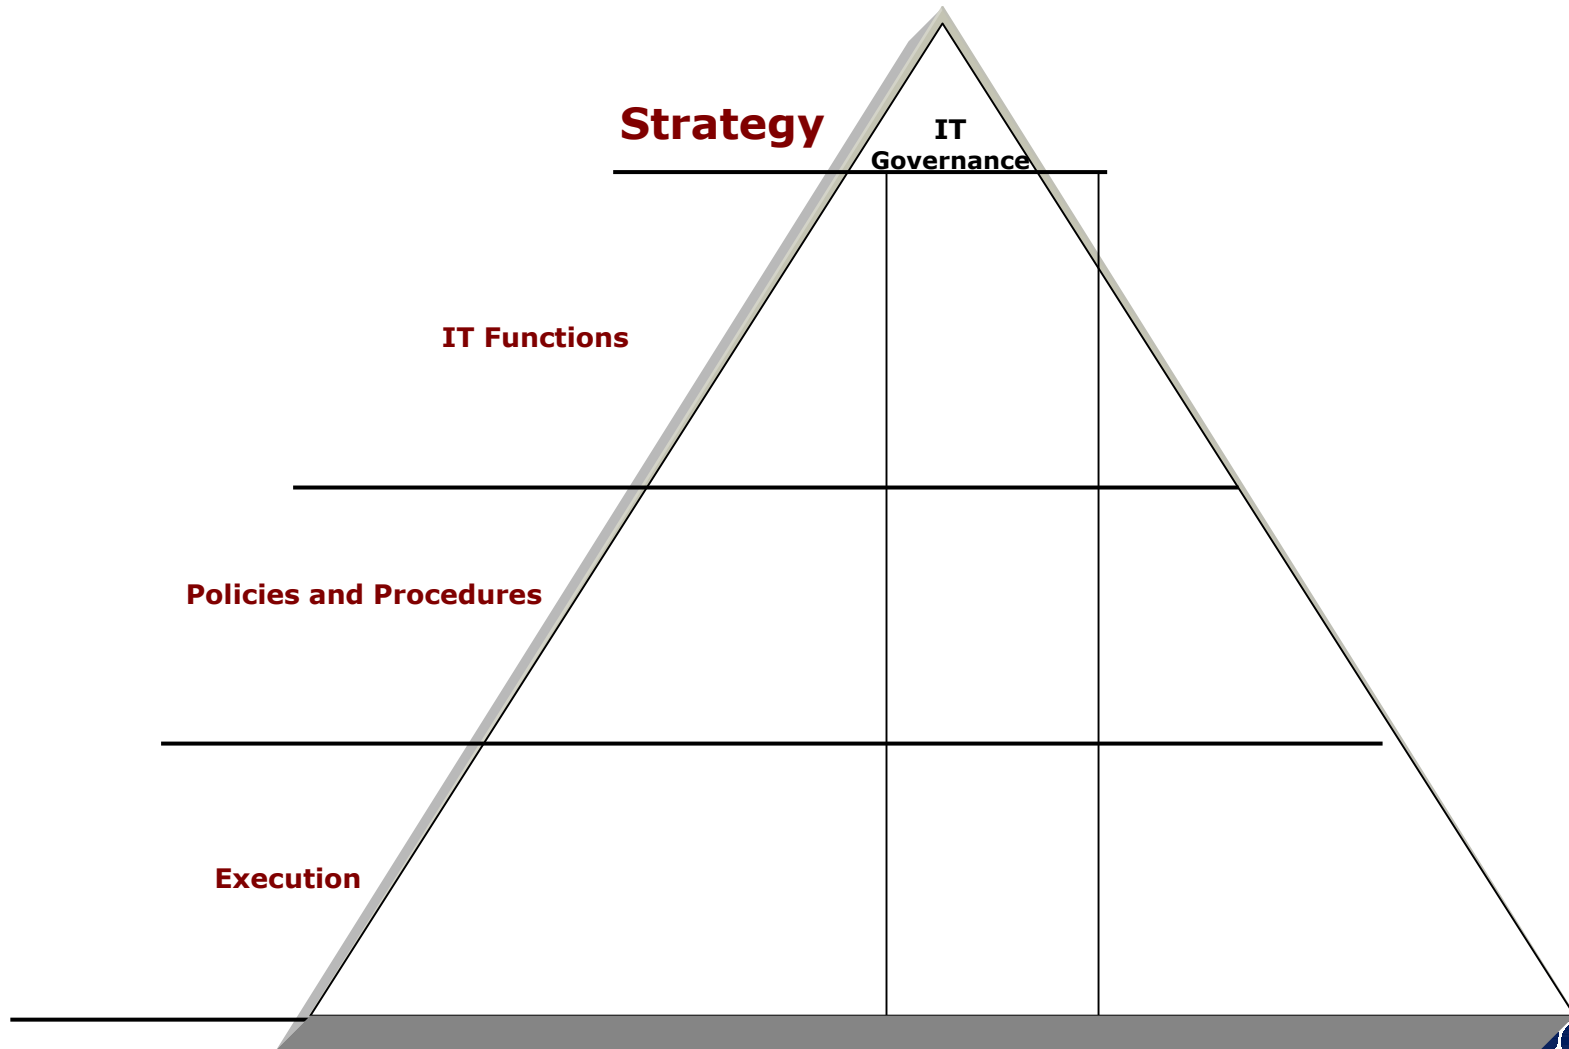 Strategy
IT
Governance
IT Functions
Policies and Procedures
Execution